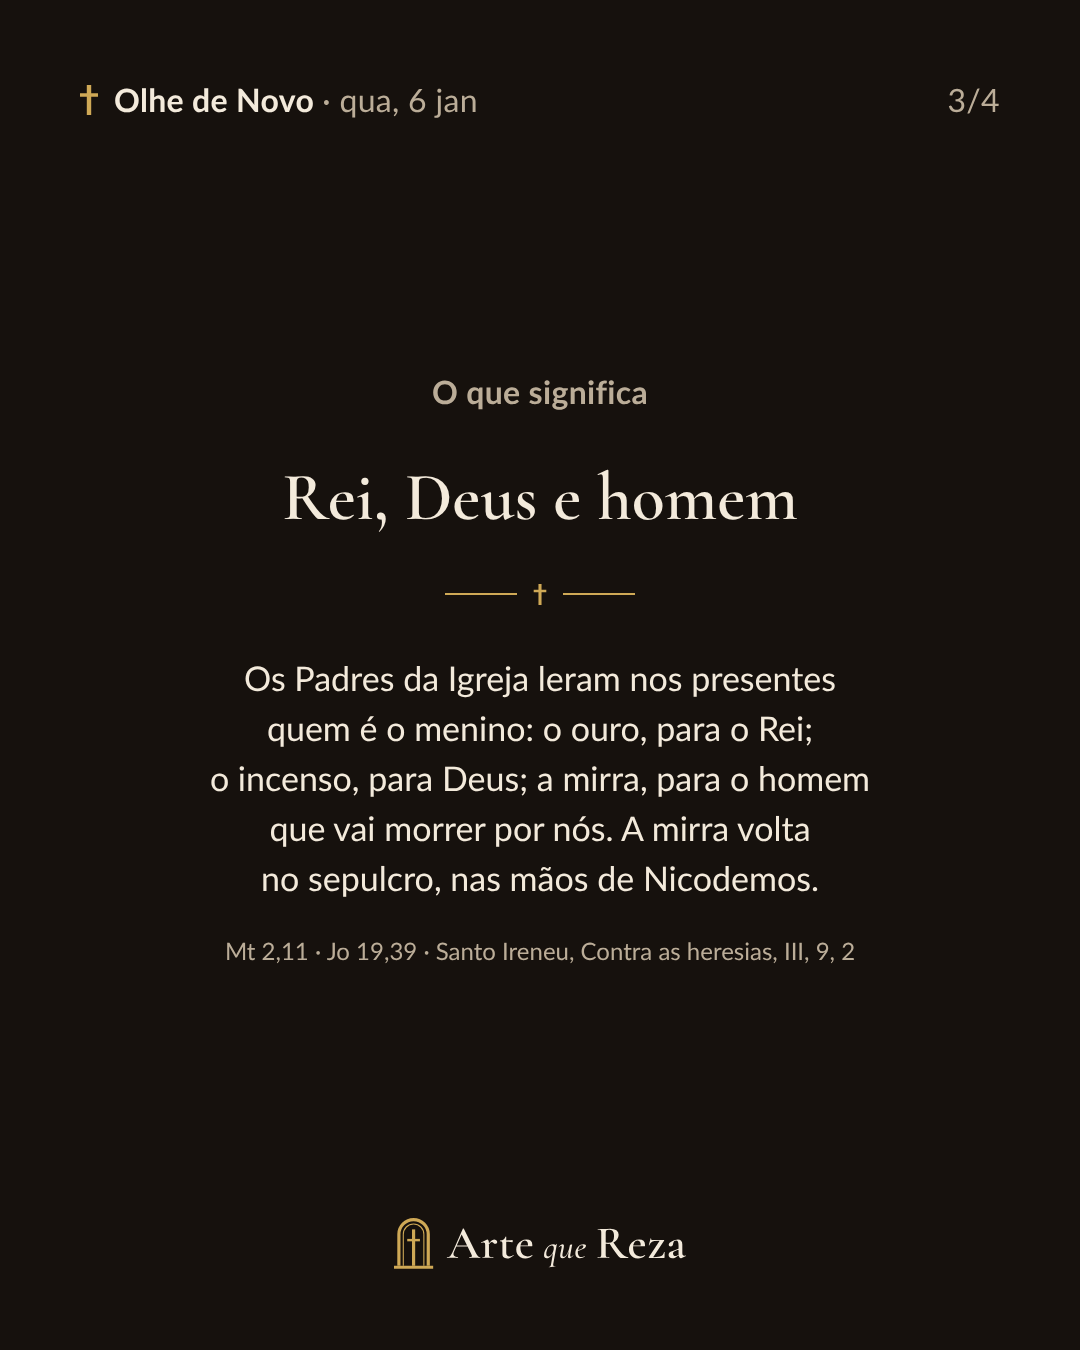 † Olhe de Novo · qua, 6 jan 3/4
O que significa
Rei, Deus e homem
†
Os Padres da Igreja leram nos presentes
quem é o menino: o ouro, para o Rei;
o incenso, para Deus; a mirra, para o homem
que vai morrer por nós. A mirra volta
no sepulcro, nas mãos de Nicodemos.
Mt 2,11 · Jo 19,39 · Santo Ireneu, Contra as heresias, III, 9, 2
Arte que Reza